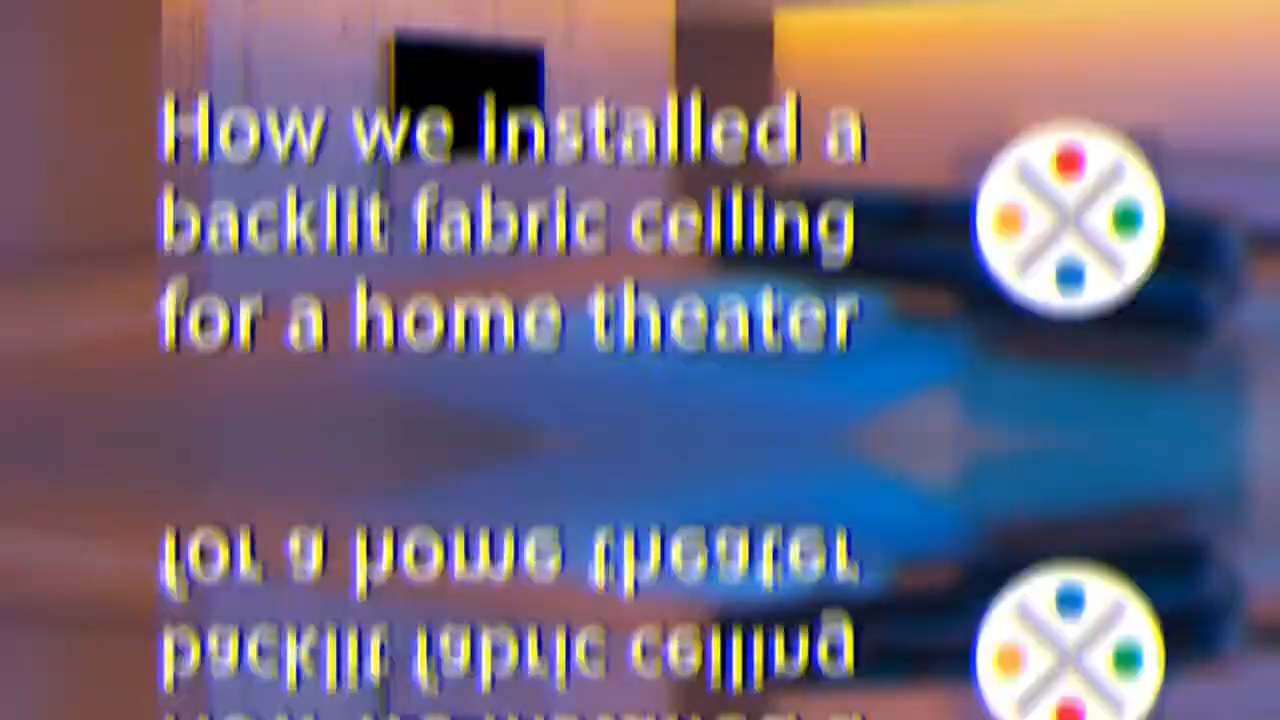 How we installed a
backlit fabric ceiling
for a home theater
for a home theater
backlit fabric ceiling